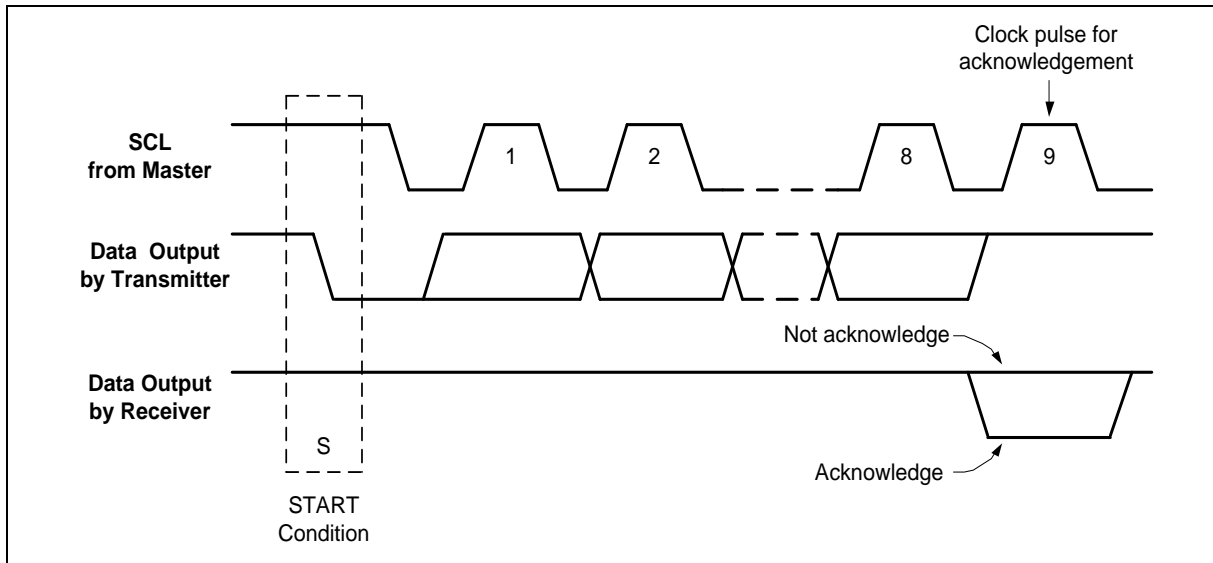 Clock pulse for
acknowledgement
SCL
from Master
1
2
8
9
Data Output
by Transmitter
Not acknowledge
Data Output
by Receiver
S
Acknowledge
START
Condition